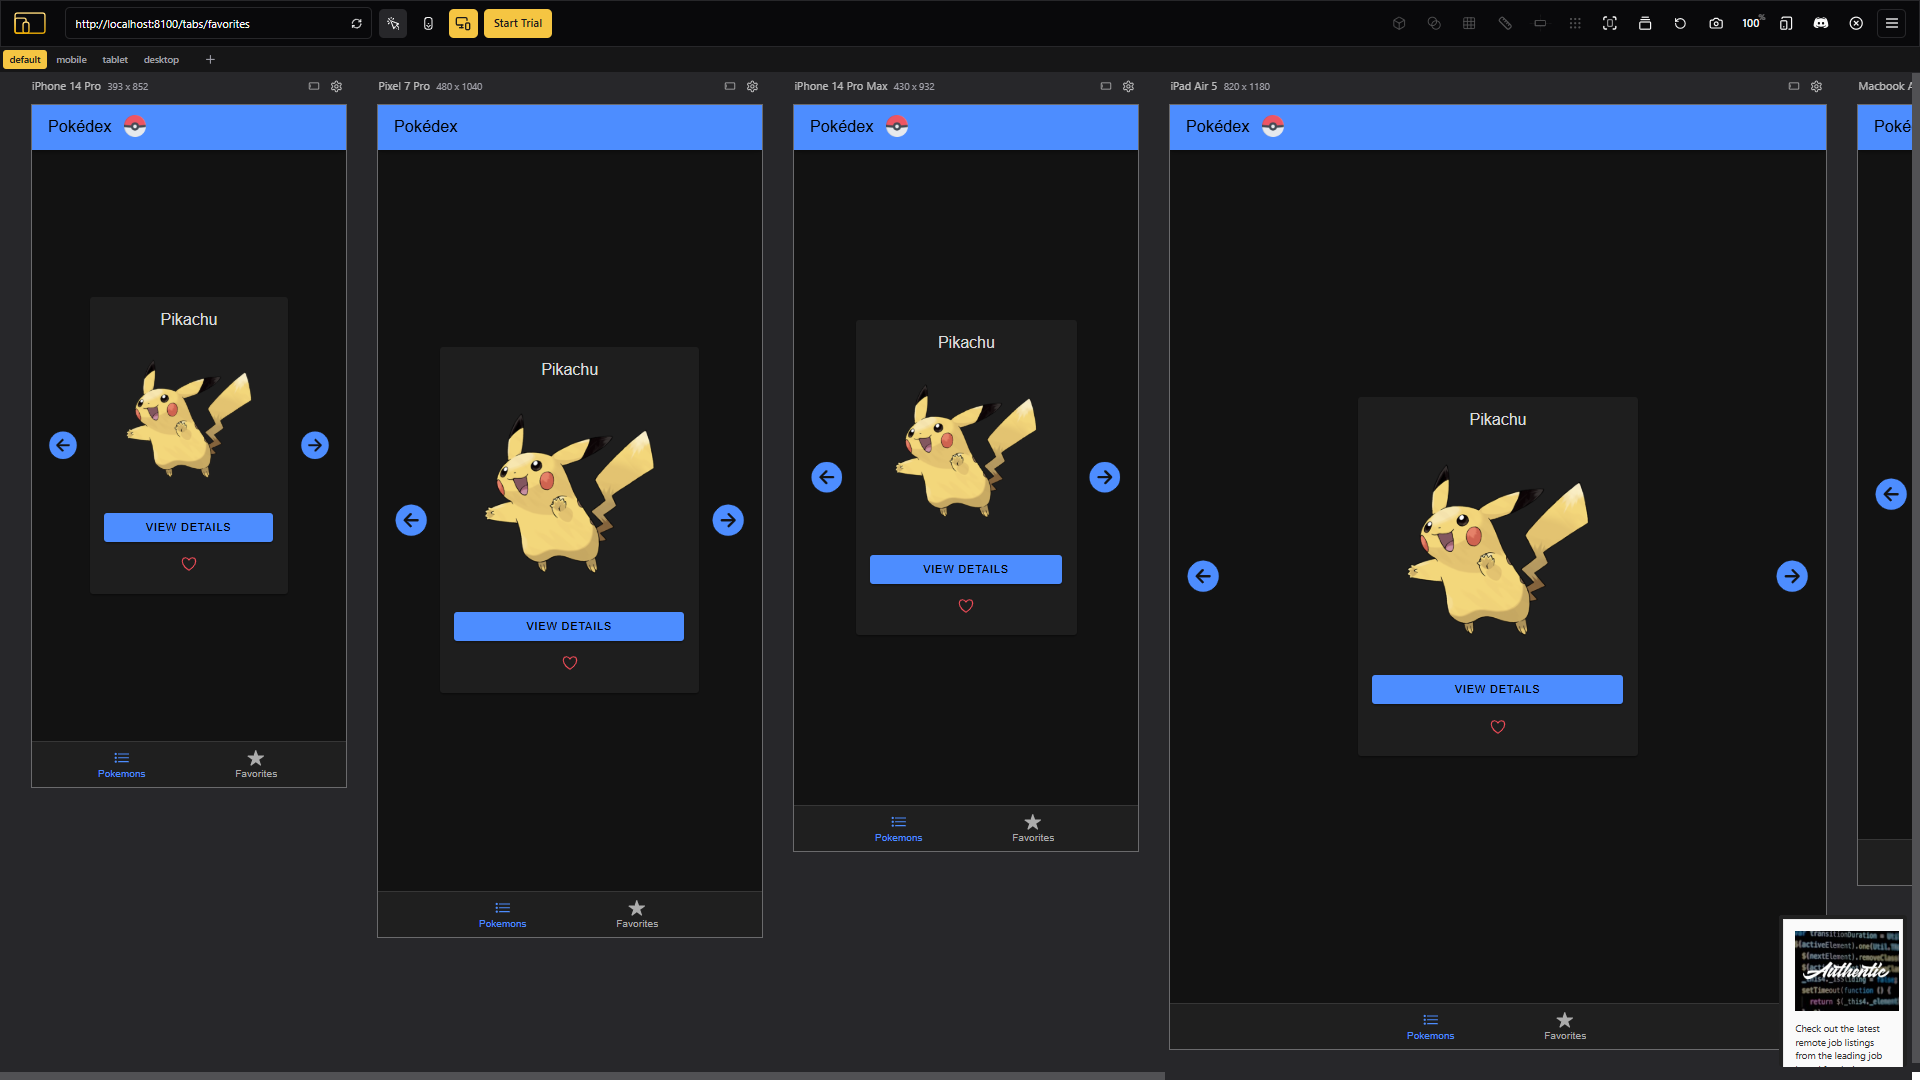 http://localhost:8100/tabs/favorites
Start Trial
100%
default mobile tablet desktop +
iPhone 14 Pro 393 x 852
Pokédex
Pikachu
VIEW DETAILS
Pokemons Favorites
Pixel 7 Pro 480 x 1040
Pokédex
Pikachu
VIEW DETAILS
Pokemons Favorites
iPhone 14 Pro Max 430 x 932
Pokédex
Pikachu
VIEW DETAILS
Pokemons Favorites
iPad Air 5 820 x 1180
Pokédex
Pikachu
VIEW DETAILS
Pokemons Favorites
Macbook A
Poké
Authentic
setTimeout(function () {
Check out the latest
remote job listings
from the leading job